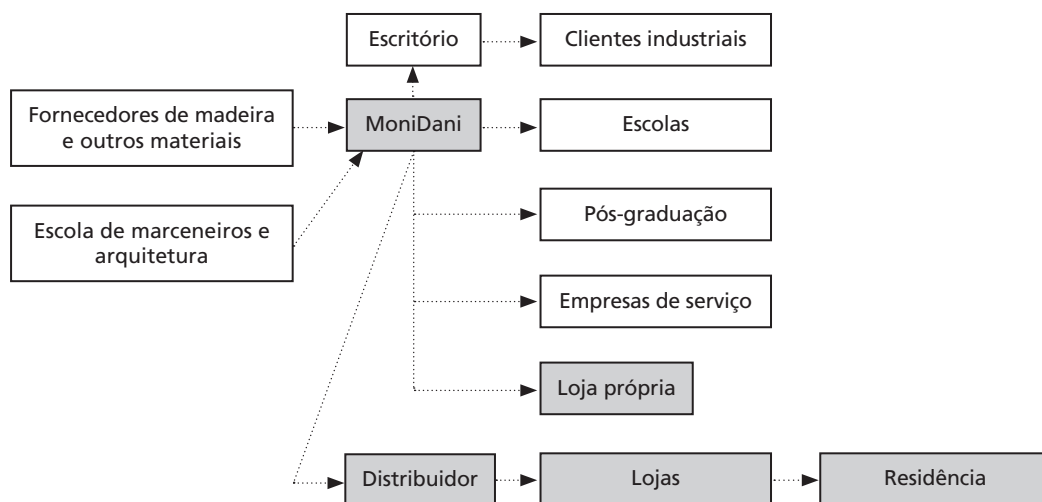 Escritório
Clientes industriais
Fornecedores de madeira
e outros materiais
MoniDani
Escolas
Escola de marceneiros e
arquitetura
Pós-graduação
Empresas de serviço
Loja própria
Distribuidor
Lojas
Residência